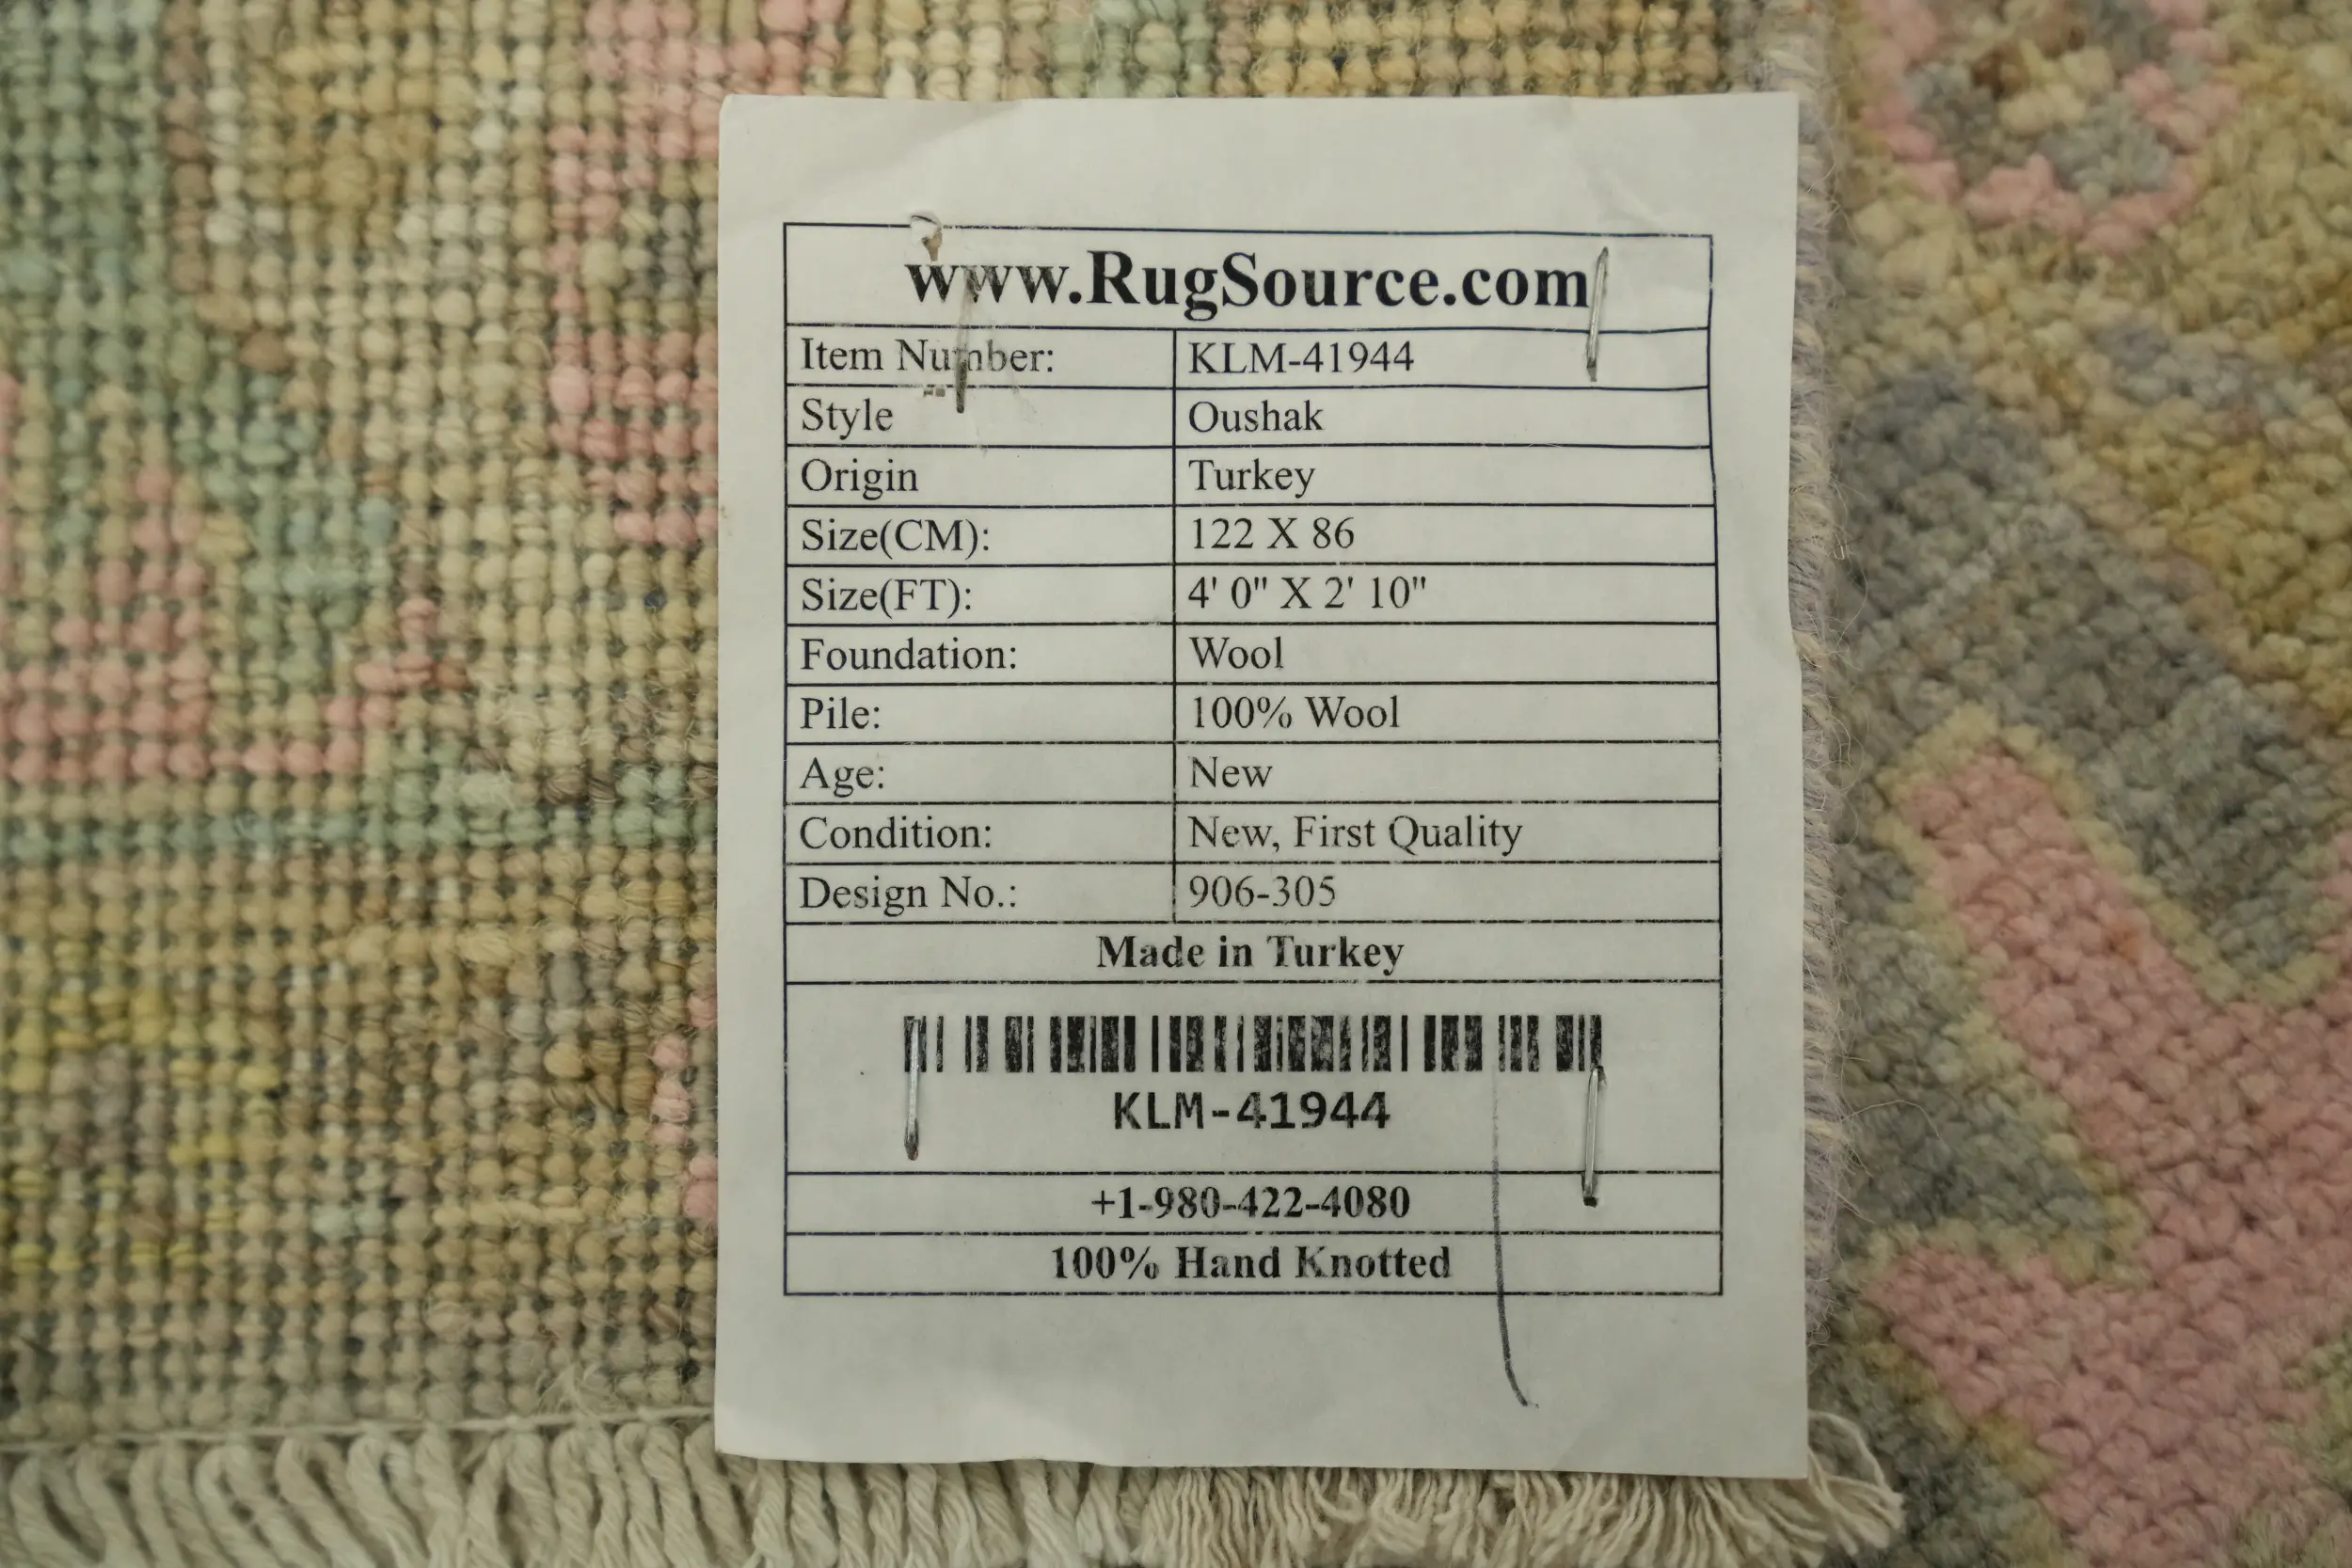 www.RugSource.com
Item Number: KLM-41944
Style Oushak
Origin Turkey
Size(CM): 122 X 86
Size(FT): 4' 0" X 2' 10"
Foundation: Wool
Pile: 100% Wool
Age: New
Condition: New, First Quality
Design No.: 906-305
Made in Turkey
KLM-41944
+1-980-422-4080
100% Hand Knotted